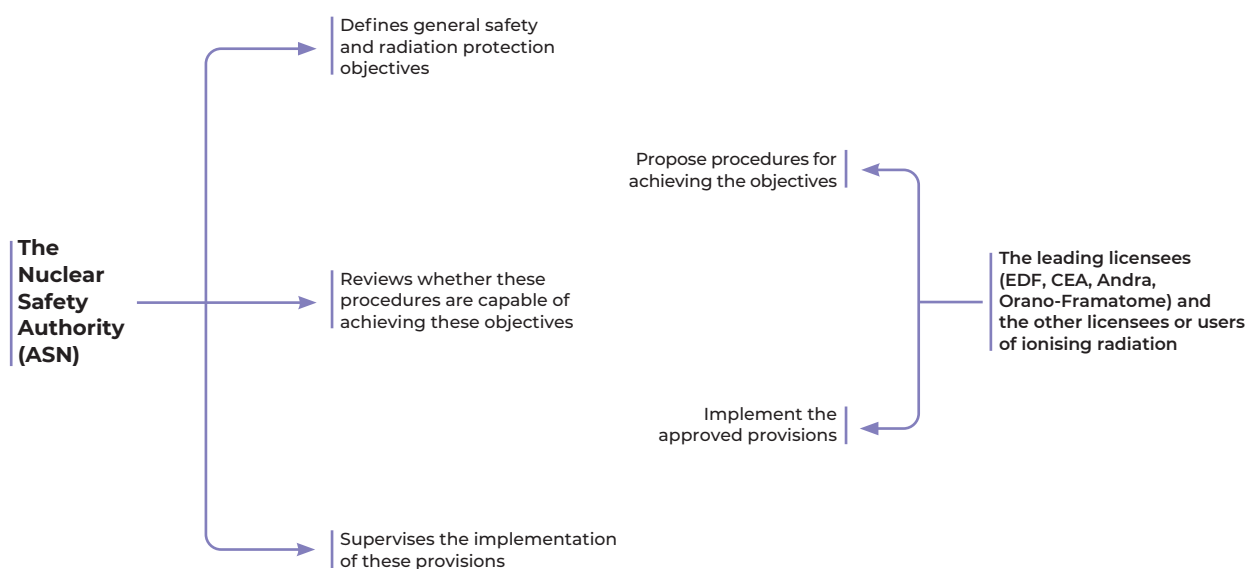 Defines general safety
and radiation protection
objectives
Propose procedures for
achieving the objectives
The
Nuclear
Safety
Authority
(ASN)
Reviews whether these
procedures are capable of
achieving these objectives
The leading licensees
(EDF, CEA, Andra,
Orano-Framatome) and
the other licensees or users
of ionising radiation
Implement the
approved provisions
Supervises the implementation
of these provisions